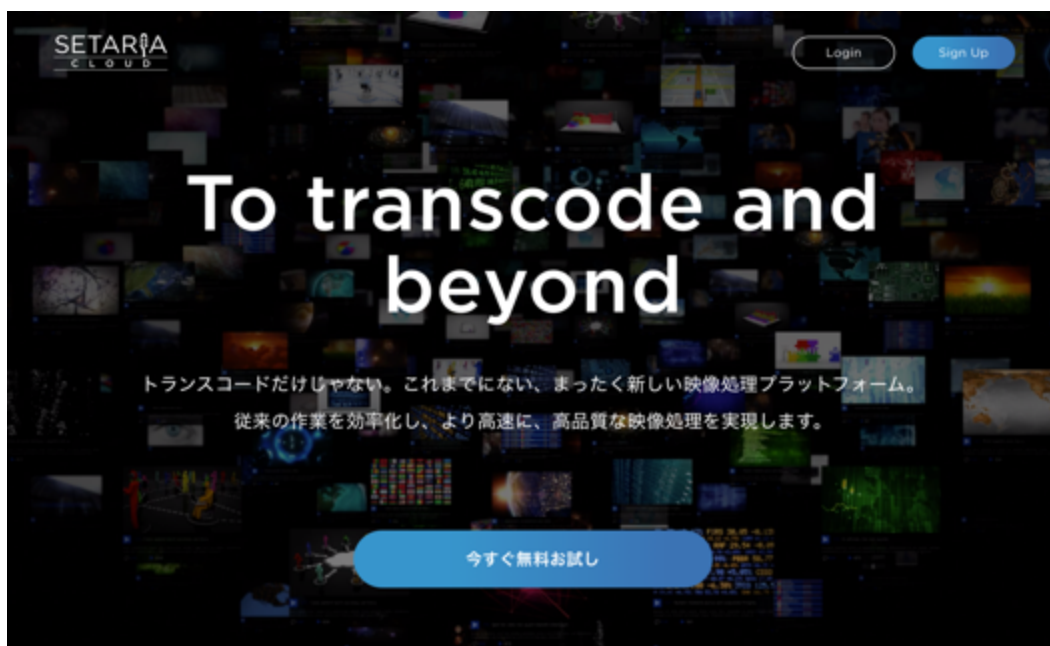 SETARIA
CLOUD
Login
Sign Up
To transcode and
beyond
トランスコードだけじゃない。これまでにない、まったく新しい映像処理プラットフォーム。
従来の作業を効率化し、より高速に、高品質な映像処理を実現します。
今すぐ無料お試し